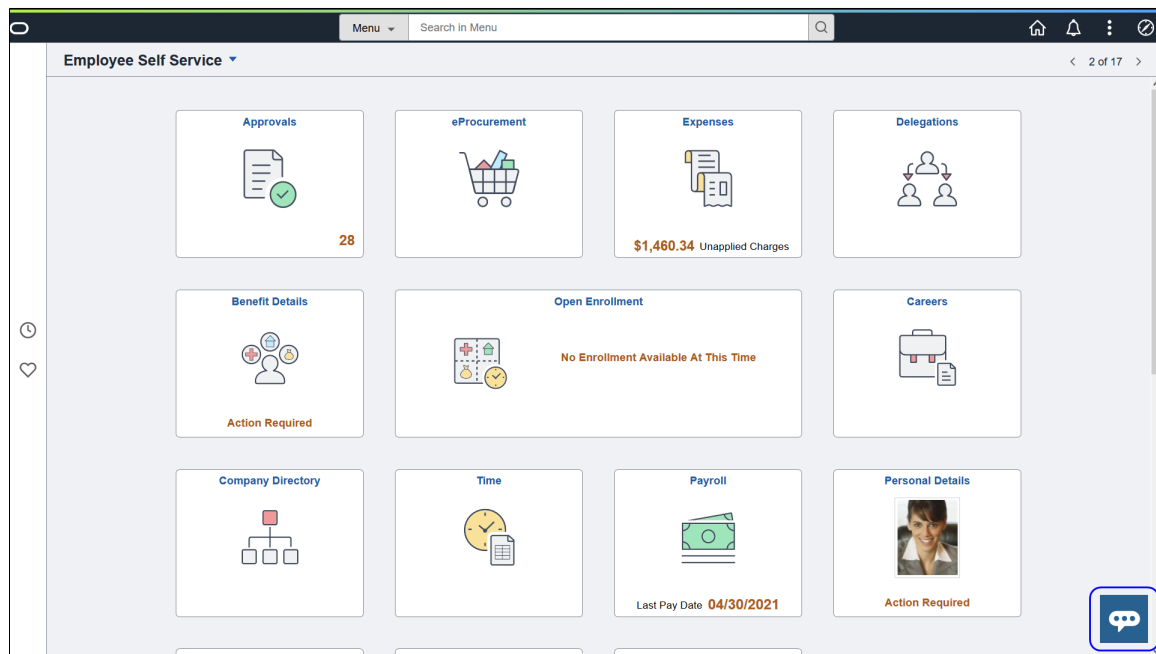 Menu
Search in Menu
Employee Self Service
2 of 17
Approvals
28
eProcurement
Expenses
$1,460.34 Unapplied Charges
Delegations
Benefit Details
Action Required
Open Enrollment
No Enrollment Available At This Time
Careers
Company Directory
Time
Payroll
Last Pay Date 04/30/2021
Personal Details
Action Required